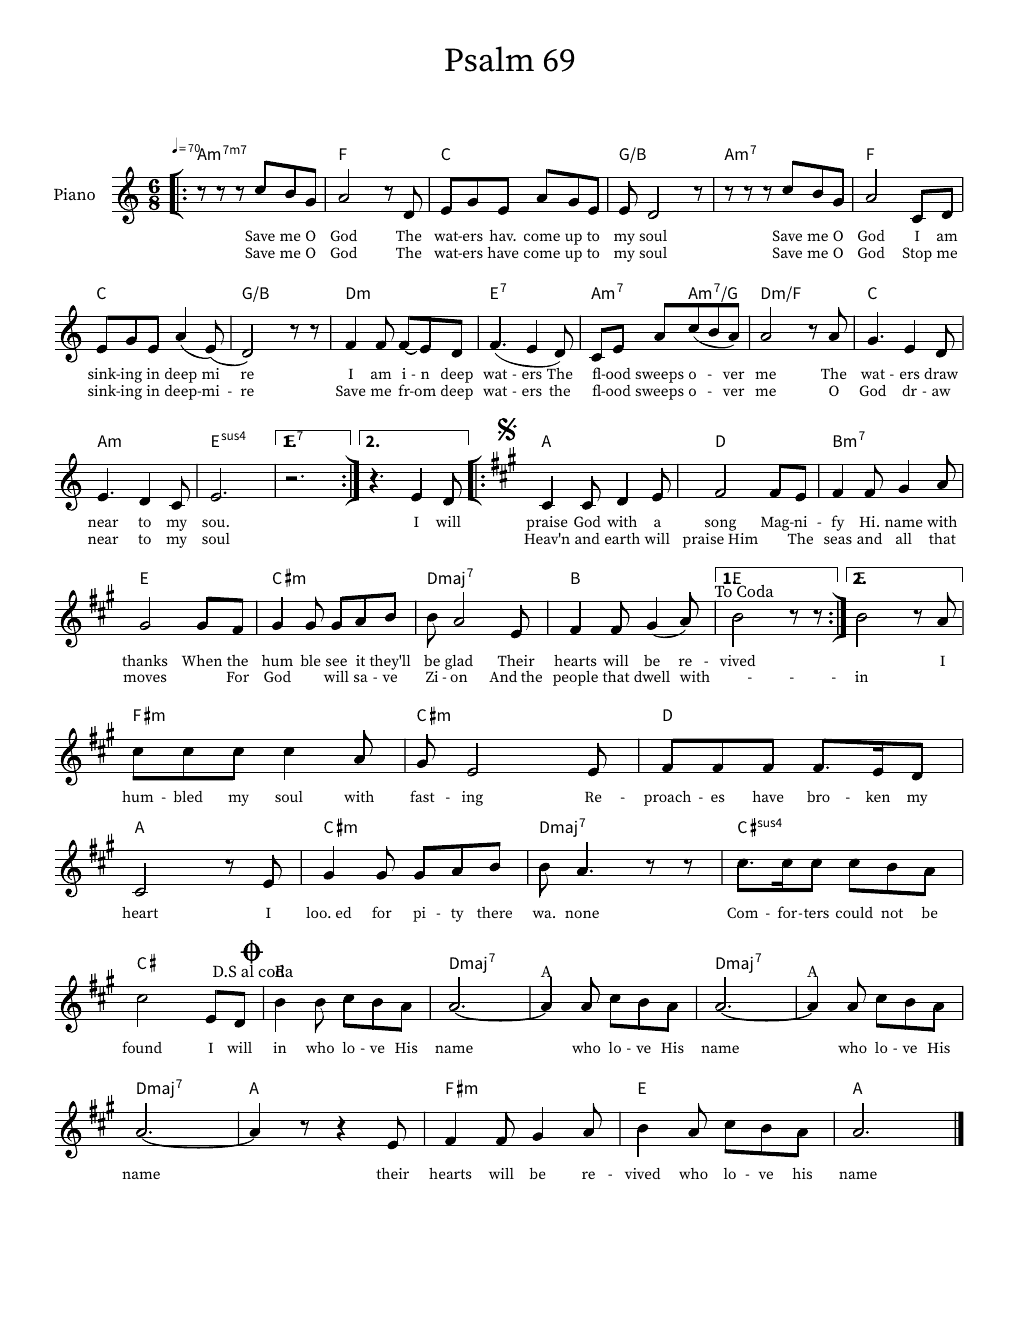 Psalm 69
♩=70
Am7m7 F C G/B Am7 F
Piano
6
8
Save me O God The wat-ers hav. come up to my soul Save me O God I am
Save me O God The wat-ers have come up to my soul Save me O God Stop me
C G/B Dm E7 Am7 Am7/G Dm/F C
sink-ing in deep mi re I am i - n deep wat - ers The fl-ood sweeps o - ver me The wat - ers draw
sink-ing in deep-mi - re Save me fr-om deep wat - ers the fl-ood sweeps o - ver me O God dr - aw
Am Esus4 1. E7 2. A D Bm7
near to my sou. I will praise God with a song Mag-ni - fy Hi. name with
near to my soul Heav'n and earth will praise Him The seas and all that
E C♯m Dmaj7 B 1. E 2. E
To Coda
thanks When the hum ble see it they'll be glad Their hearts will be re - vived I
moves For God will sa - ve Zi - on And the people that dwell with - - - in
F♯m C♯m D
hum - bled my soul with fast - ing Re - proach - es have bro - ken my
A C♯m Dmaj7 C♯sus4
heart I loo. ed for pi - ty there wa. none Com - for-ters could not be
C♯ Dmaj7 Dmaj7
D.S al coda E A A
found I will in who lo - ve His name who lo - ve His name who lo - ve His
Dmaj7 A F♯m E A
name their hearts will be re - vived who lo - ve his name